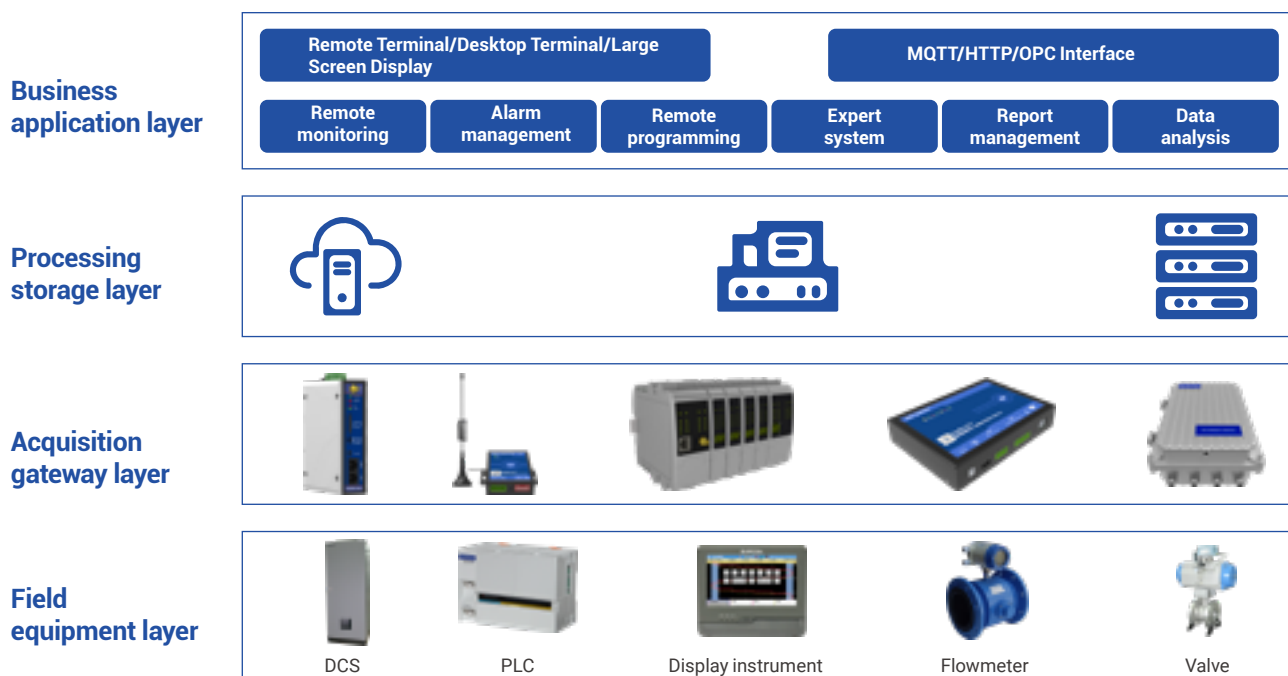 Business
application layer
Remote Terminal/Desktop Terminal/Large
Screen Display
MQTT/HTTP/OPC Interface
Remote
monitoring
Alarm
management
Remote
programming
Expert
system
Report
management
Data
analysis
Processing
storage layer
Acquisition
gateway layer
Field
equipment layer
DCS
PLC
Display instrument
Flowmeter
Valve